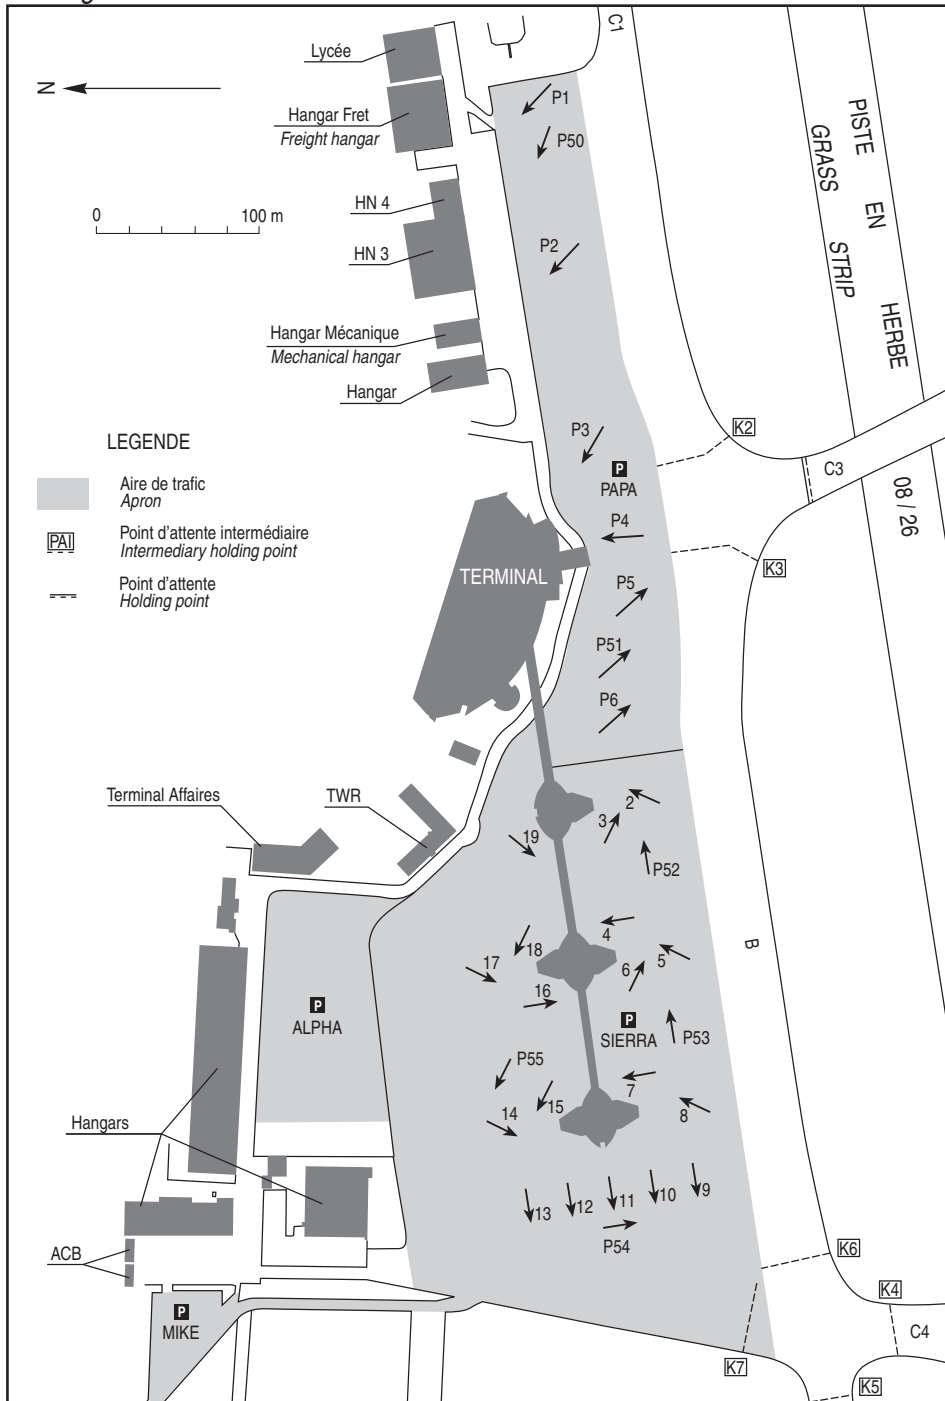 Lycée
Hangar Fret
Freight hangar
HN 4
HN 3
Hangar Mécanique
Mechanical hangar
Hangar
N
0 100 m
LEGENDE
Aire de trafic
Apron
PAI
Point d'attente intermédiaire
Intermediary holding point
Point d'attente
Holding point
C1
P1
P50
P2
P3
P
PAPA
P4
P5
P51
P6
PISTE EN HERBE
GRASS STRIP
K2
C3
08 / 26
K3
TERMINAL
Terminal Affaires
TWR
2
3
19
P52
4
5
6
18
17
16
B
P
ALPHA
P
SIERRA
P53
P55
7
8
15
14
Hangars
13
12
11
10
9
P54
ACB
P
MIKE
K6
K4
C4
K7
K5